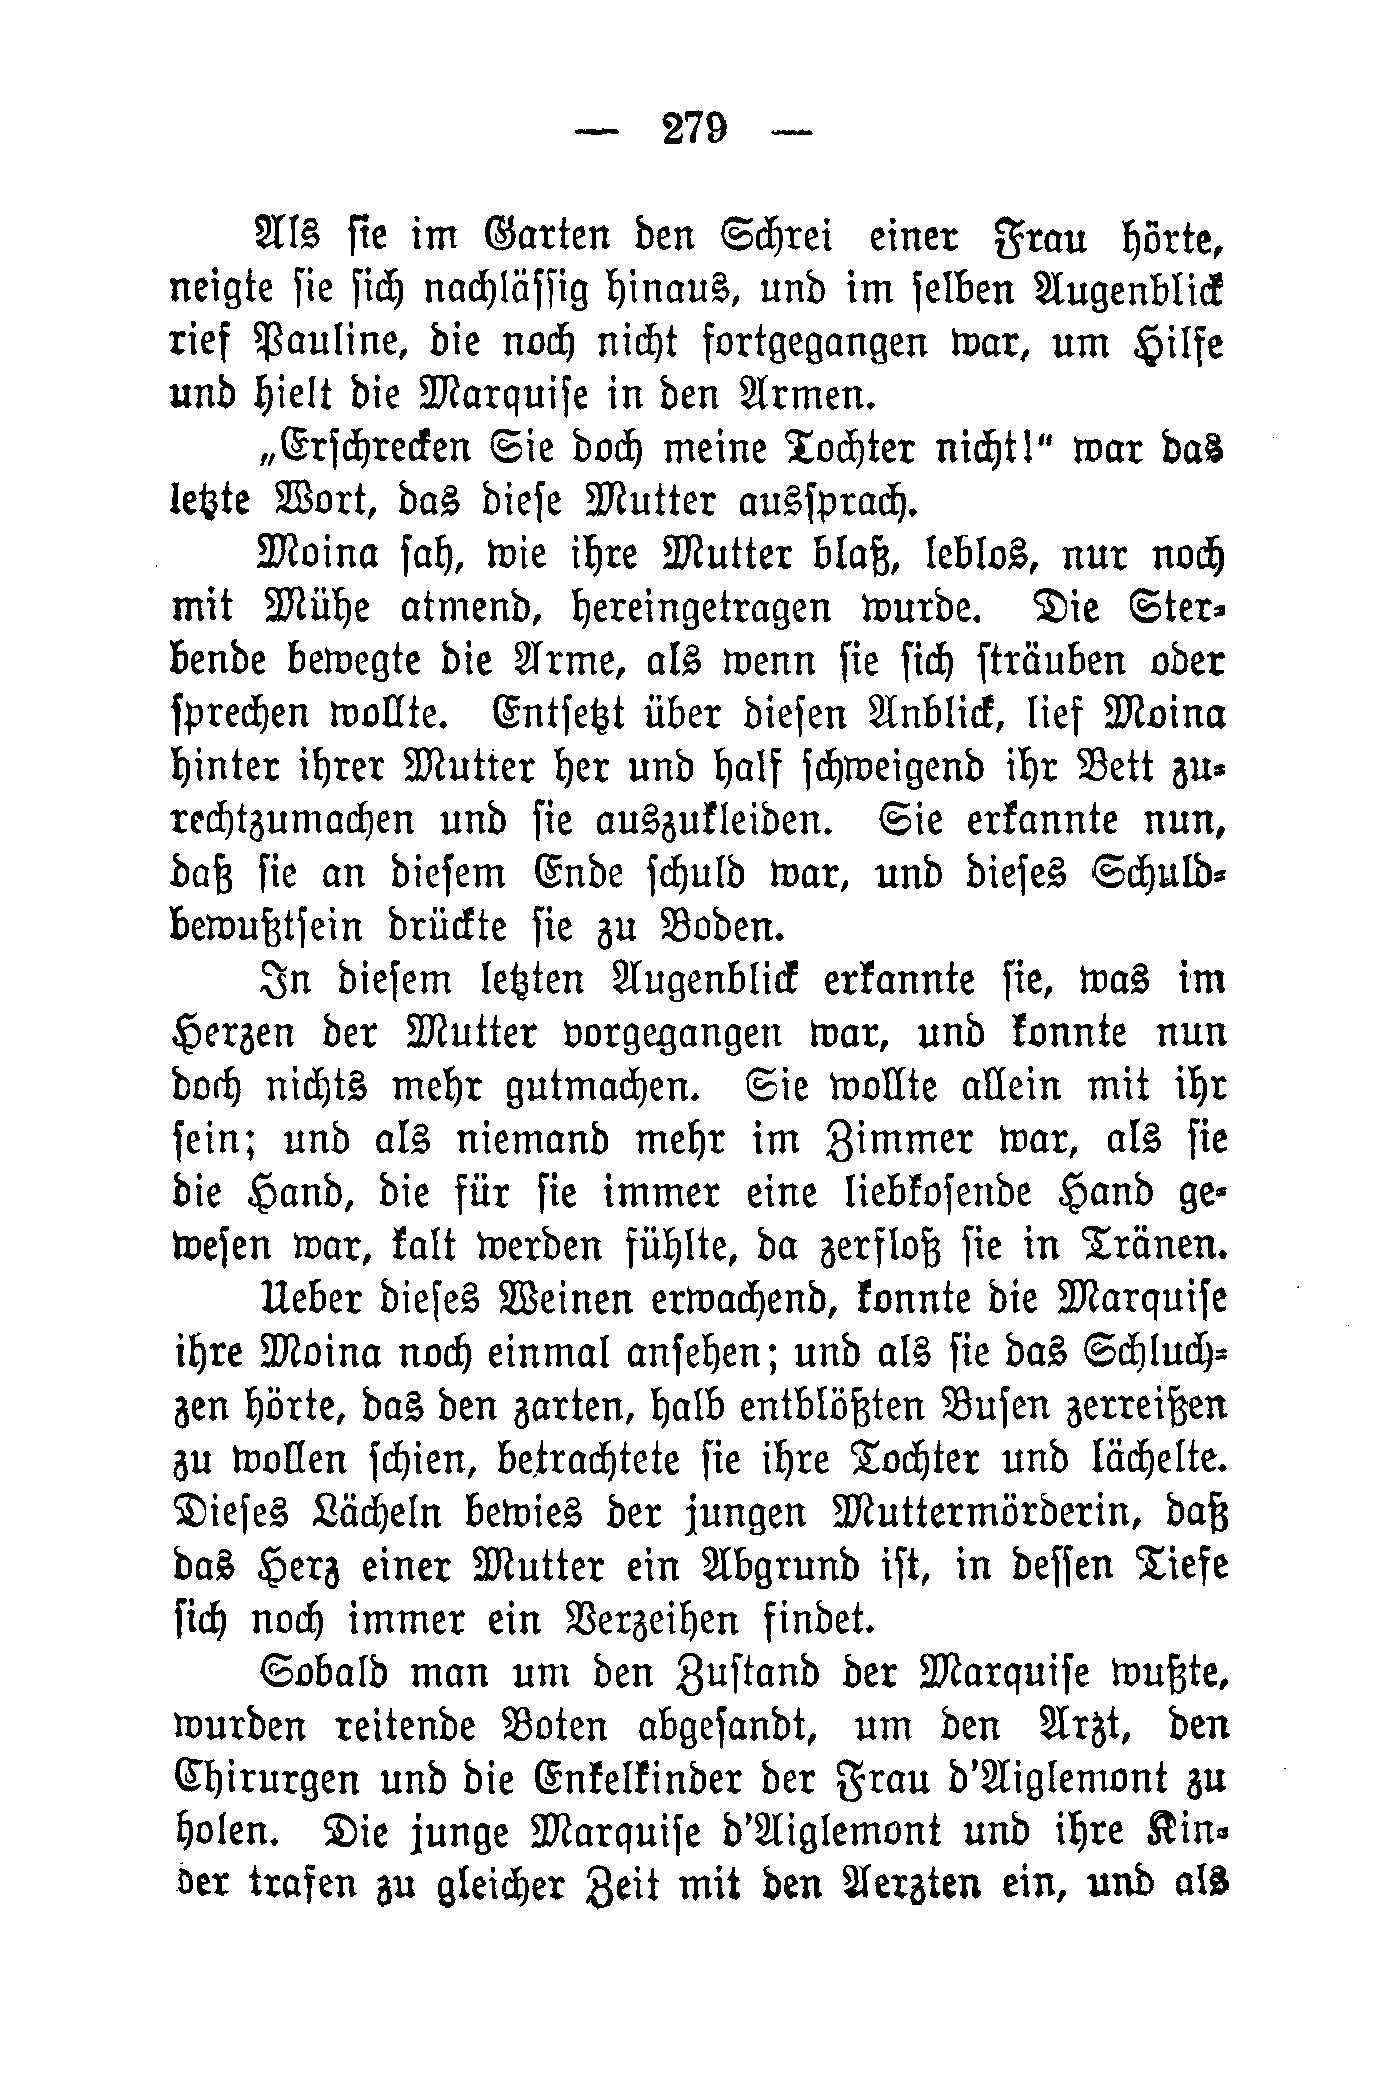 — 279 —
Als sie im Garten den Schrei einer Frau hörte,
neigte sie sich nachlässig hinaus, und im selben Augenblick
rief Pauline, die noch nicht fortgegangen war, um Hilfe
und hielt die Marquise in den Armen.
„Erschrecken Sie doch meine Tochter nicht!“ war das
letzte Wort, das diese Mutter aussprach.
Moina sah, wie ihre Mutter blaß, leblos, nur noch
mit Mühe atmend, hereingetragen wurde. Die Ster-
bende bewegte die Arme, als wenn sie sich sträuben oder
sprechen wollte. Entsetzt über diesen Anblick, lief Moina
hinter ihrer Mutter her und half schweigend ihr Bett zu-
rechtzumachen und sie auszukleiden. Sie erkannte nun,
daß sie an diesem Ende schuld war, und dieses Schuld-
bewußtsein drückte sie zu Boden.
In diesem letzten Augenblick erkannte sie, was im
Herzen der Mutter vorgegangen war, und konnte nun
doch nichts mehr gutmachen. Sie wollte allein mit ihr
sein; und als niemand mehr im Zimmer war, als sie
die Hand, die für sie immer eine liebkosende Hand ge-
wesen war, kalt werden fühlte, da zerfloß sie in Tränen.
Ueber dieses Weinen erwachend, konnte die Marquise
ihre Moina noch einmal ansehen; und als sie das Schluch-
zen hörte, das den zarten, halb entblößten Busen zerreißen
zu wollen schien, betrachtete sie ihre Tochter und lächelte.
Dieses Lächeln bewies der jungen Muttermörderin, daß
das Herz einer Mutter ein Abgrund ist, in dessen Tiefe
sich noch immer ein Verzeihen findet.
Sobald man um den Zustand der Marquise wußte,
wurden reitende Boten abgesandt, um den Arzt, den
Chirurgen und die Enkelkinder der Frau d'Aiglemont zu
holen. Die junge Marquise d'Aiglemont und ihre Kin-
der trafen zu gleicher Zeit mit den Aerzten ein, und als